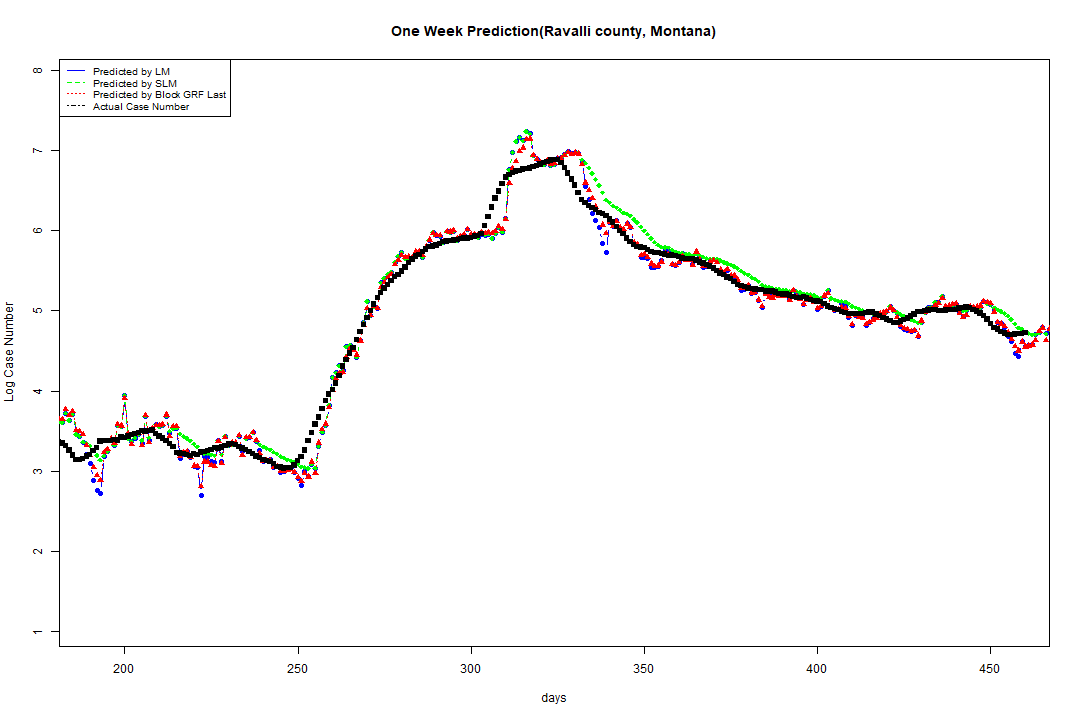 One Week Prediction(Ravalli county, Montana)
Predicted by LM
Predicted by SLM
Predicted by Block GRF Last
Actual Case Number
8
7
6
5
4
3
2
1
Log Case Number
200 250 300 350 400 450
days